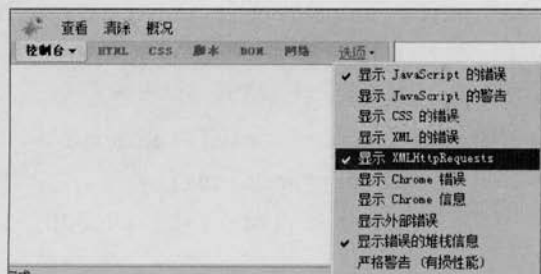 查看 清除 概况
控制台 HTML CSS 脚本 DOM 网络 选项
显示 JavaScript 的错误
显示 JavaScript 的警告
显示 CSS 的错误
显示 XML 的错误
显示 XMLHttpRequests
显示 Chrome 错误
显示 Chrome 信息
显示外部错误
显示错误的堆栈信息
严格警告 (有损性能)